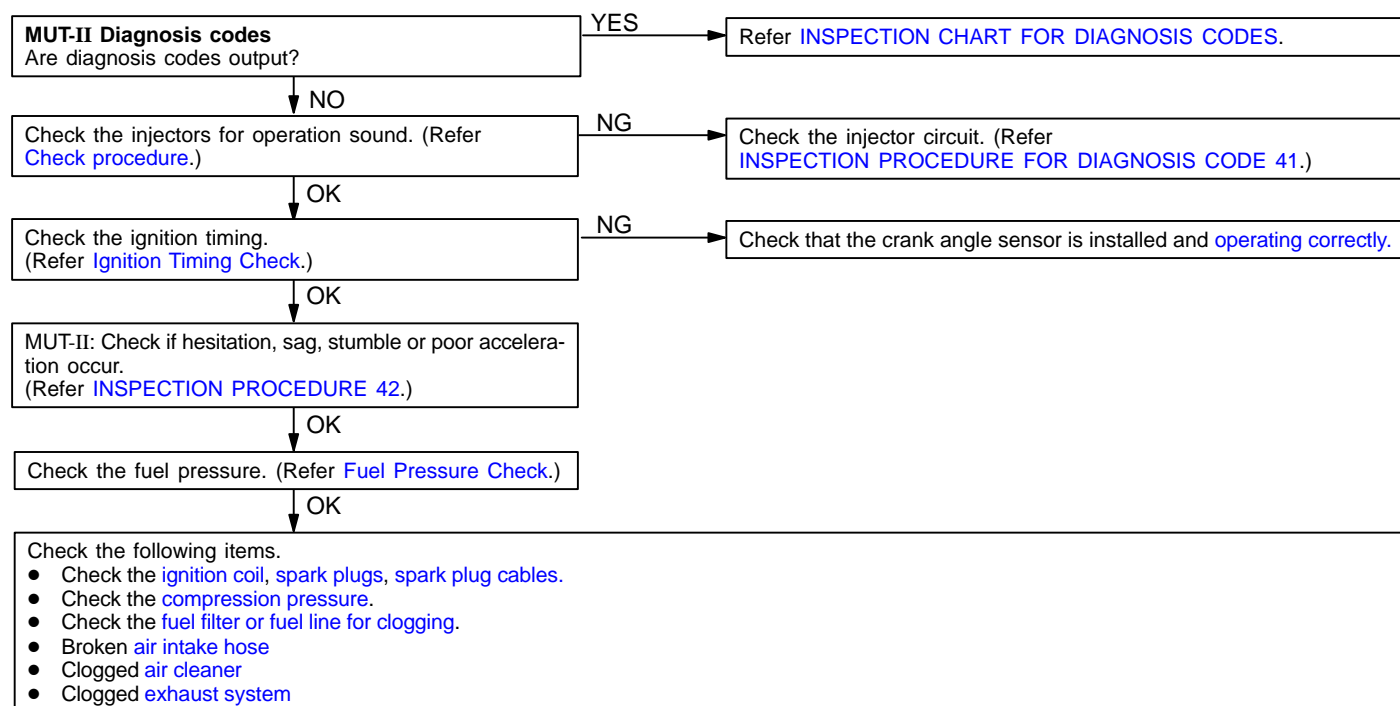 MUT-II Diagnosis codes
Are diagnosis codes output?
YES
Refer INSPECTION CHART FOR DIAGNOSIS CODES.
NO
Check the injectors for operation sound. (Refer
Check procedure.)
NG
Check the injector circuit. (Refer
INSPECTION PROCEDURE FOR DIAGNOSIS CODE 41.)
OK
Check the ignition timing.
(Refer Ignition Timing Check.)
NG
Check that the crank angle sensor is installed and operating correctly.
OK
MUT-II: Check if hesitation, sag, stumble or poor accelera-
tion occur.
(Refer INSPECTION PROCEDURE 42.)
OK
Check the fuel pressure. (Refer Fuel Pressure Check.)
OK
Check the following items.
● Check the ignition coil, spark plugs, spark plug cables.
● Check the compression pressure.
● Check the fuel filter or fuel line for clogging.
● Broken air intake hose
● Clogged air cleaner
● Clogged exhaust system